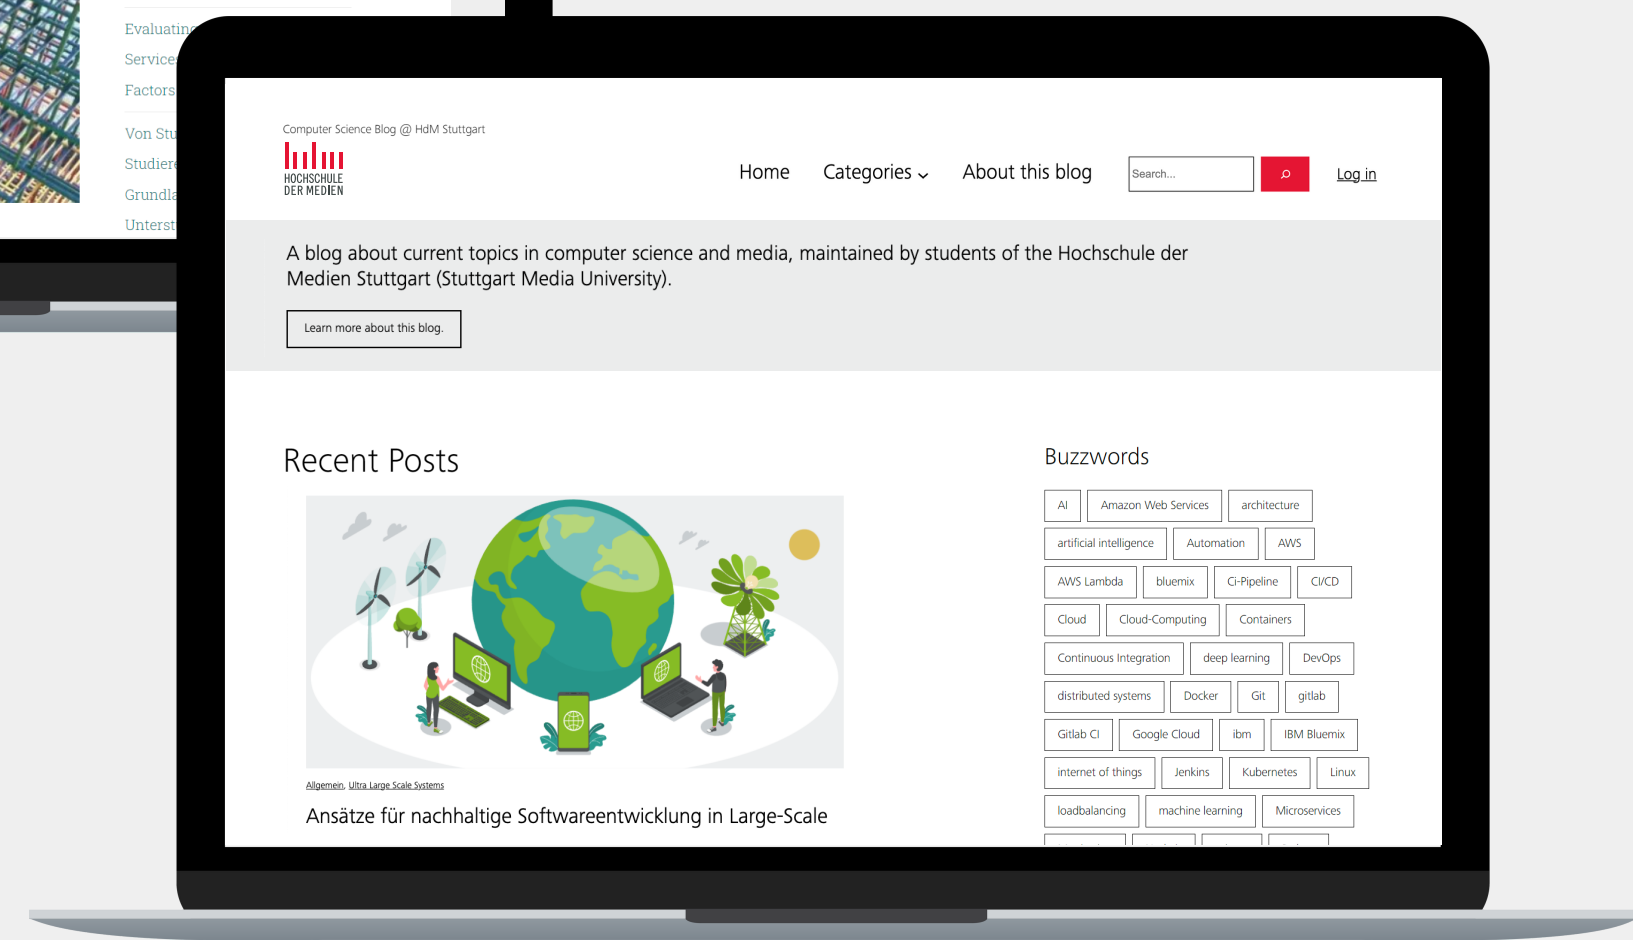 Evaluating
Services
Factors
Von Stu
Studiere
Grundla
Unterst
Computer Science Blog @ HdM Stuttgart
HOCHSCHULE
DER MEDIEN
Home
Categories
About this blog
Search...
Log in
A blog about current topics in computer science and media, maintained by students of the Hochschule der
Medien Stuttgart (Stuttgart Media University).
Learn more about this blog.
Recent Posts
Allgemein, Ultra Large Scale Systems
Ansätze für nachhaltige Softwareentwicklung in Large-Scale
Buzzwords
AI Amazon Web Services architecture
artificial intelligence Automation AWS
AWS Lambda bluemix Ci-Pipeline CI/CD
Cloud Cloud-Computing Containers
Continuous Integration deep learning DevOps
distributed systems Docker Git gitlab
Gitlab CI Google Cloud ibm IBM Bluemix
internet of things Jenkins Kubernetes Linux
loadbalancing machine learning Microservices